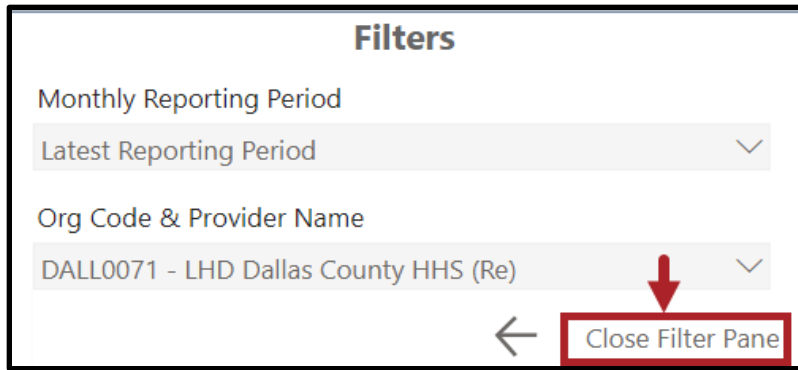 Filters
Monthly Reporting Period
Latest Reporting Period
Org Code & Provider Name
DALL0071 - LHD Dallas County HHS (Re)
Close Filter Pane